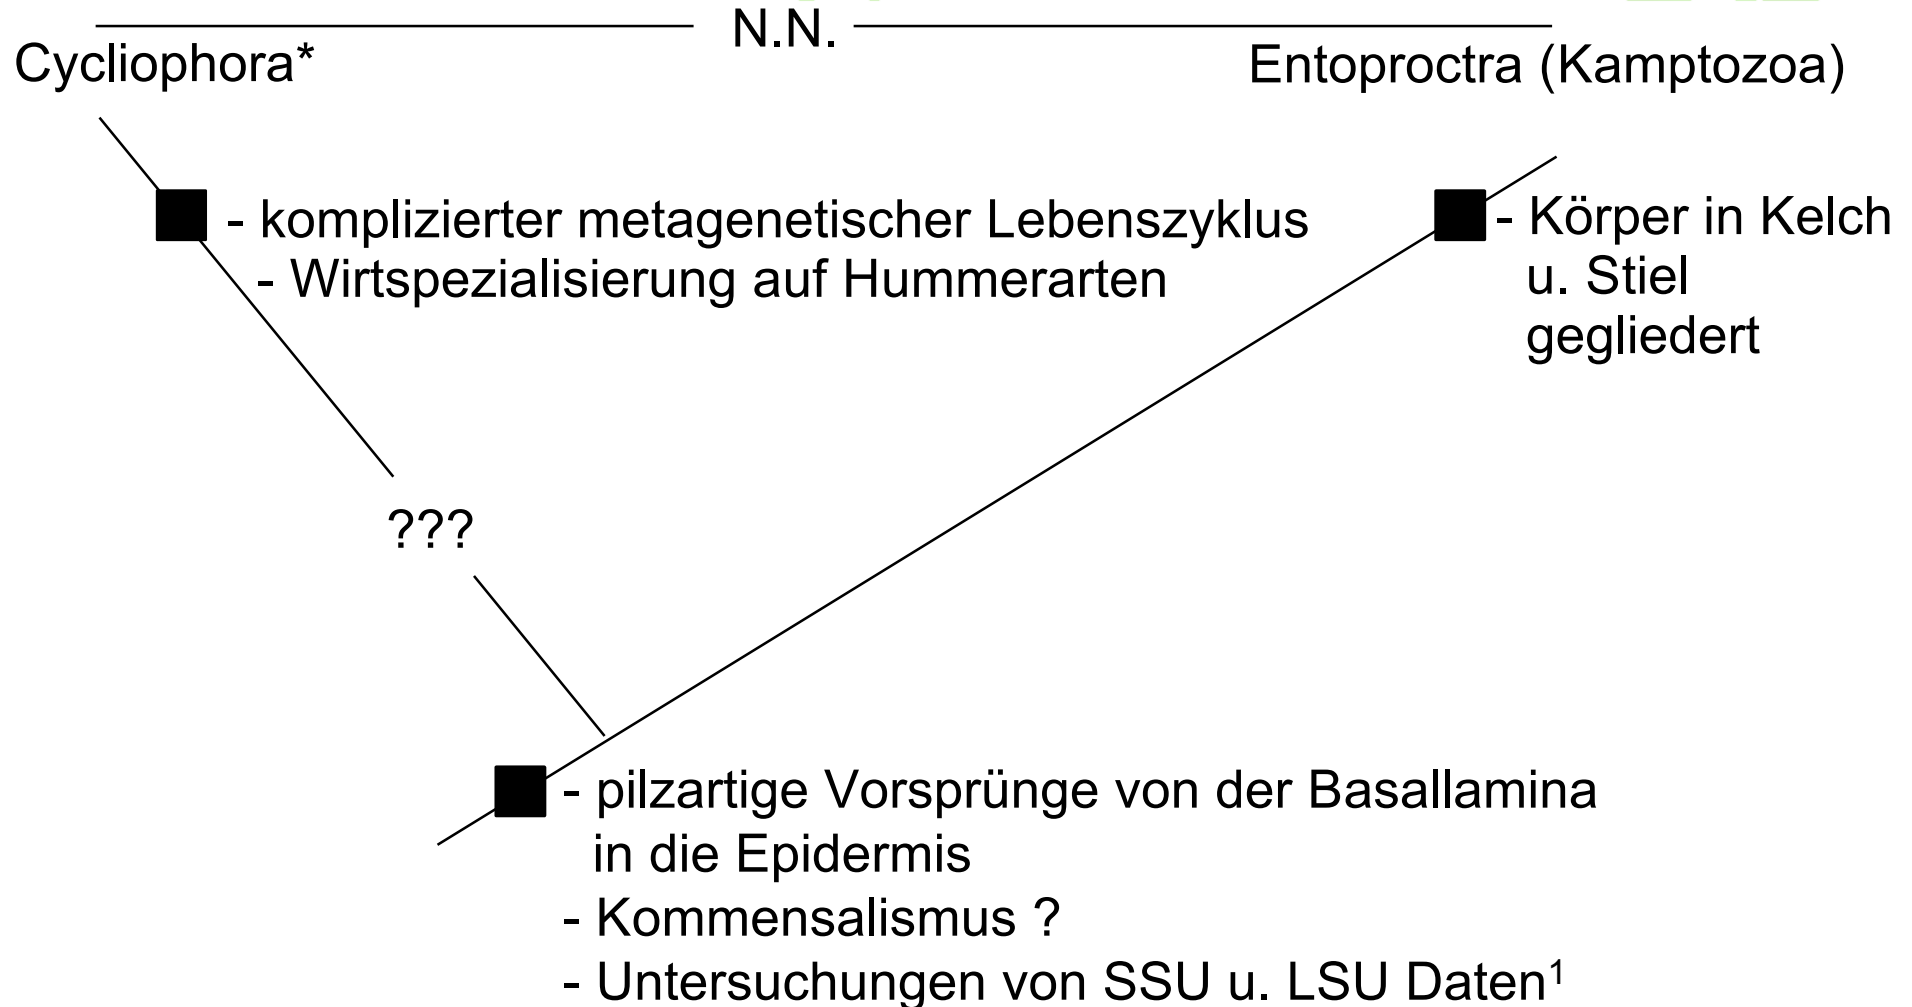 N.N.
Cycliophora*
Entoproctra (Kamptozoa)
- komplizierter metagenetischer Lebenszyklus
- Wirtspezialisierung auf Hummerarten
- Körper in Kelch
u. Stiel
gegliedert
???
- pilzartige Vorsprünge von der Basallamina
in die Epidermis
- Kommensalismus ?
- Untersuchungen von SSU u. LSU Daten¹